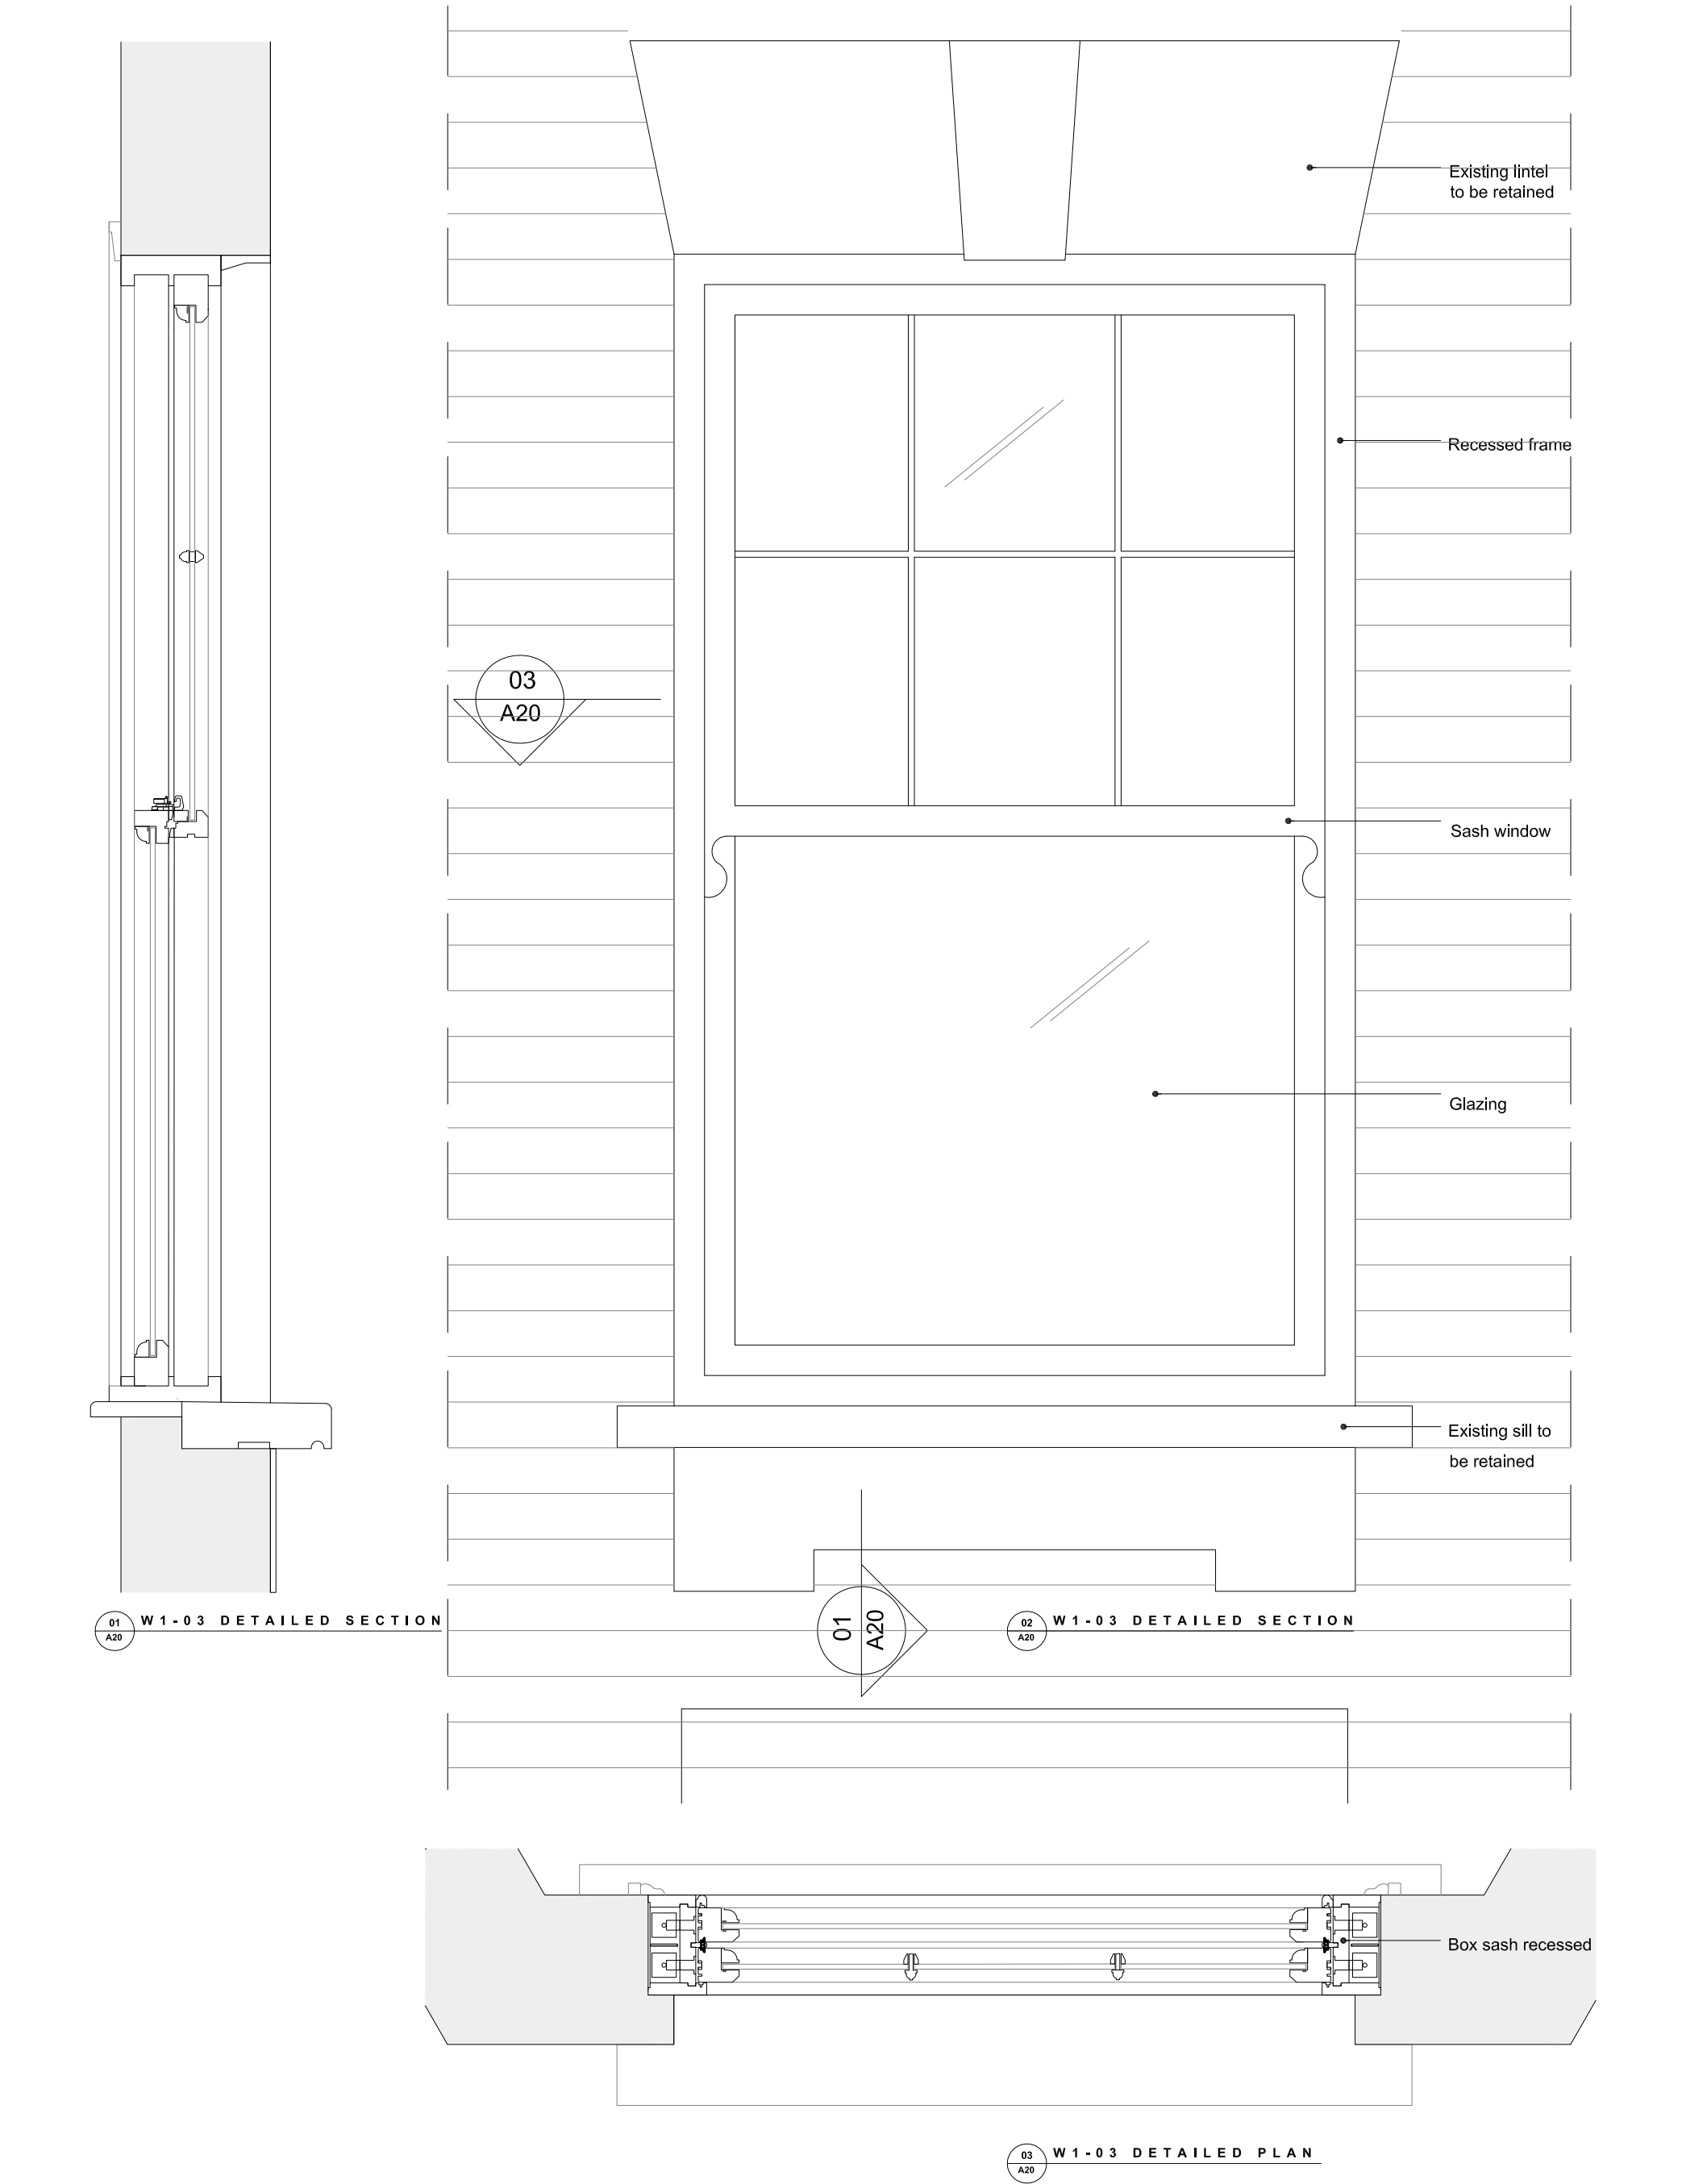 Existing lintel
to be retained
Recessed frame
03
A20
Sash window
Glazing
Existing sill to
be retained
01
A20
W1-03 DETAILED SECTION
01
A20
02
A20
W1-03 DETAILED SECTION
Box sash recessed
03
A20
W1-03 DETAILED PLAN